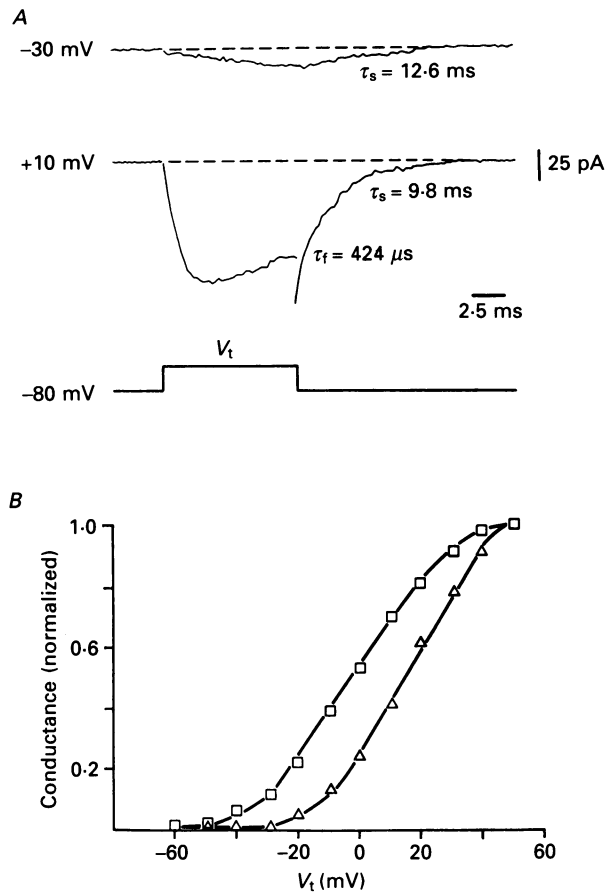 A
−30 mV
τs = 12·6 ms
+10 mV
25 pA
τs = 9·8 ms
τf = 424 μs
2·5 ms
Vt
−80 mV
B
Conductance (normalized)
1·0
0·6
0·2
−60
−20
0
20
60
Vt (mV)